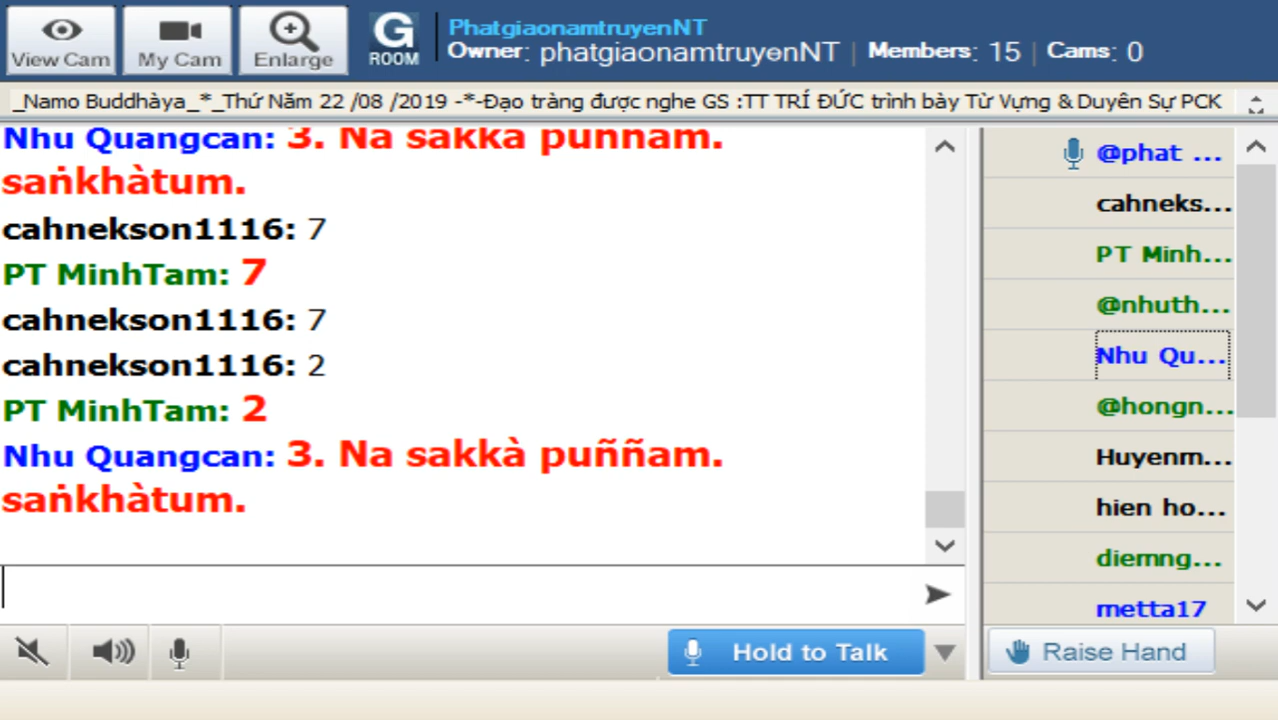 View Cam
My Cam
Enlarge
G
ROOM
PhatgiaonamtruyenNT
Owner: phatgiaonamtruyenNT | Members: 15 | Cams: 0
_Namo Buddhàya_*_Thứ Năm 22 /08 /2019 -*-Đạo tràng được nghe GS :TT TRÍ ĐỨC trình bày Từ Vựng & Duyên Sự PCK
Nhu Quangcan: 3. Na sakkà puññam.
saṅkhàtum.
cahnekson1116: 7
PT MinhTam: 7
cahnekson1116: 7
cahnekson1116: 2
PT MinhTam: 2
Nhu Quangcan: 3. Na sakkà puññam.
saṅkhàtum.
@phat ...
cahneks...
PT Minh...
@nhuth...
Nhu Qu...
@hongn...
Huyenm...
hien ho...
diemng...
metta17
Hold to Talk
Raise Hand